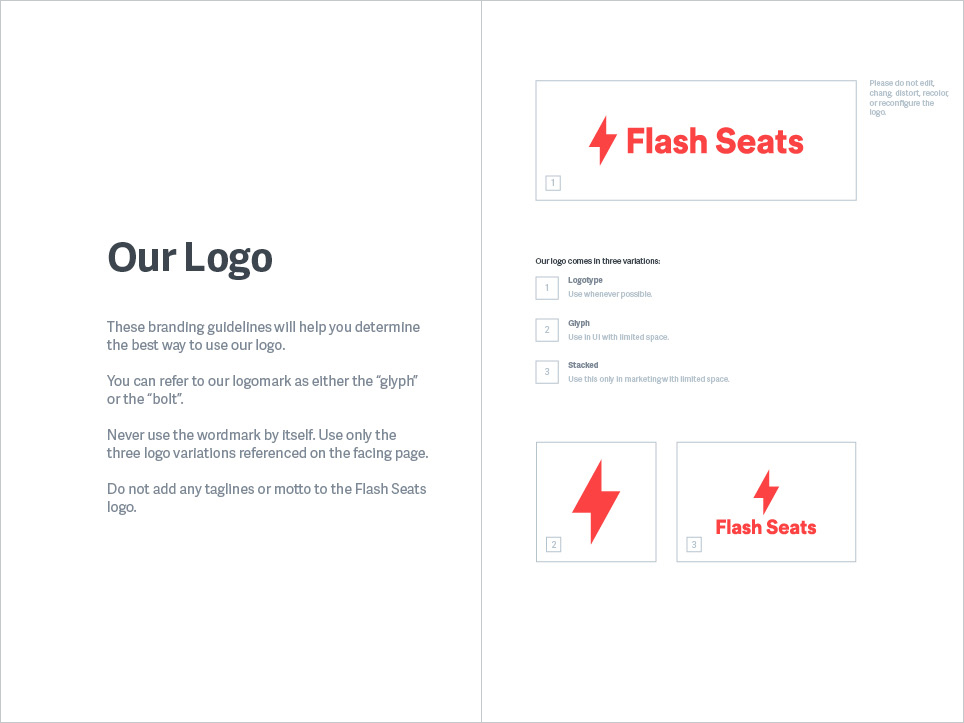 Our Logo
These branding guidelines will help you determine
the best way to use our logo.
You can refer to our logomark as either the “glyph”
or the “bolt”.
Never use the wordmark by itself. Use only the
three logo variations referenced on the facing page.
Do not add any taglines or motto to the Flash Seats
logo.
Flash Seats
1
Please do not edit,
chang, distort, recolor,
or reconfigure the
logo.
Our logo comes in three variations:
1
Logotype
Use whenever possible.
2
Glyph
Use in UI with limited space.
3
Stacked
Use this only in marketing with limited space.
2
Flash Seats
3